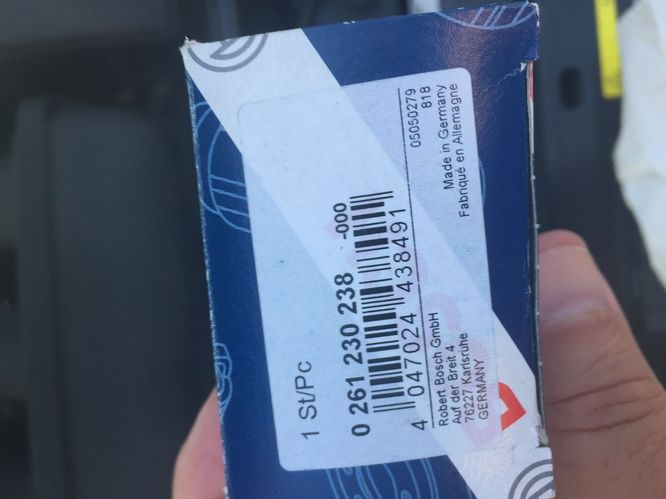 1 St/Pc
0 261 230 238 -000
4 047024 438491
Robert Bosch GmbH
Auf der Breit 4
76227 Karlsruhe
GERMANY
05050279
818
Made in Germany
Fabriqué en Allemagne